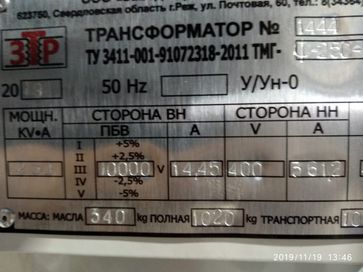 623750, Свердловская область г.Реж, ул. Почтовая, 60, тел.: 8(34364)
ЗТР
ТРАНСФОРМАТОР № 1444
ТУ 3411-001-91072318-2011 ТМГ-
20 50 Hz У/Ун-0
МОЩН. KV•A СТОРОНА ВН СТОРОНА НН
ПБВ A V A
I +5%
II +2,5%
III 10000 V 14,45 400
IV -2,5%
V -5%
МАССА: МАСЛА 340 kg ПОЛНАЯ 1020 kg ТРАНСПОРТНАЯ
2019/11/19 13:46